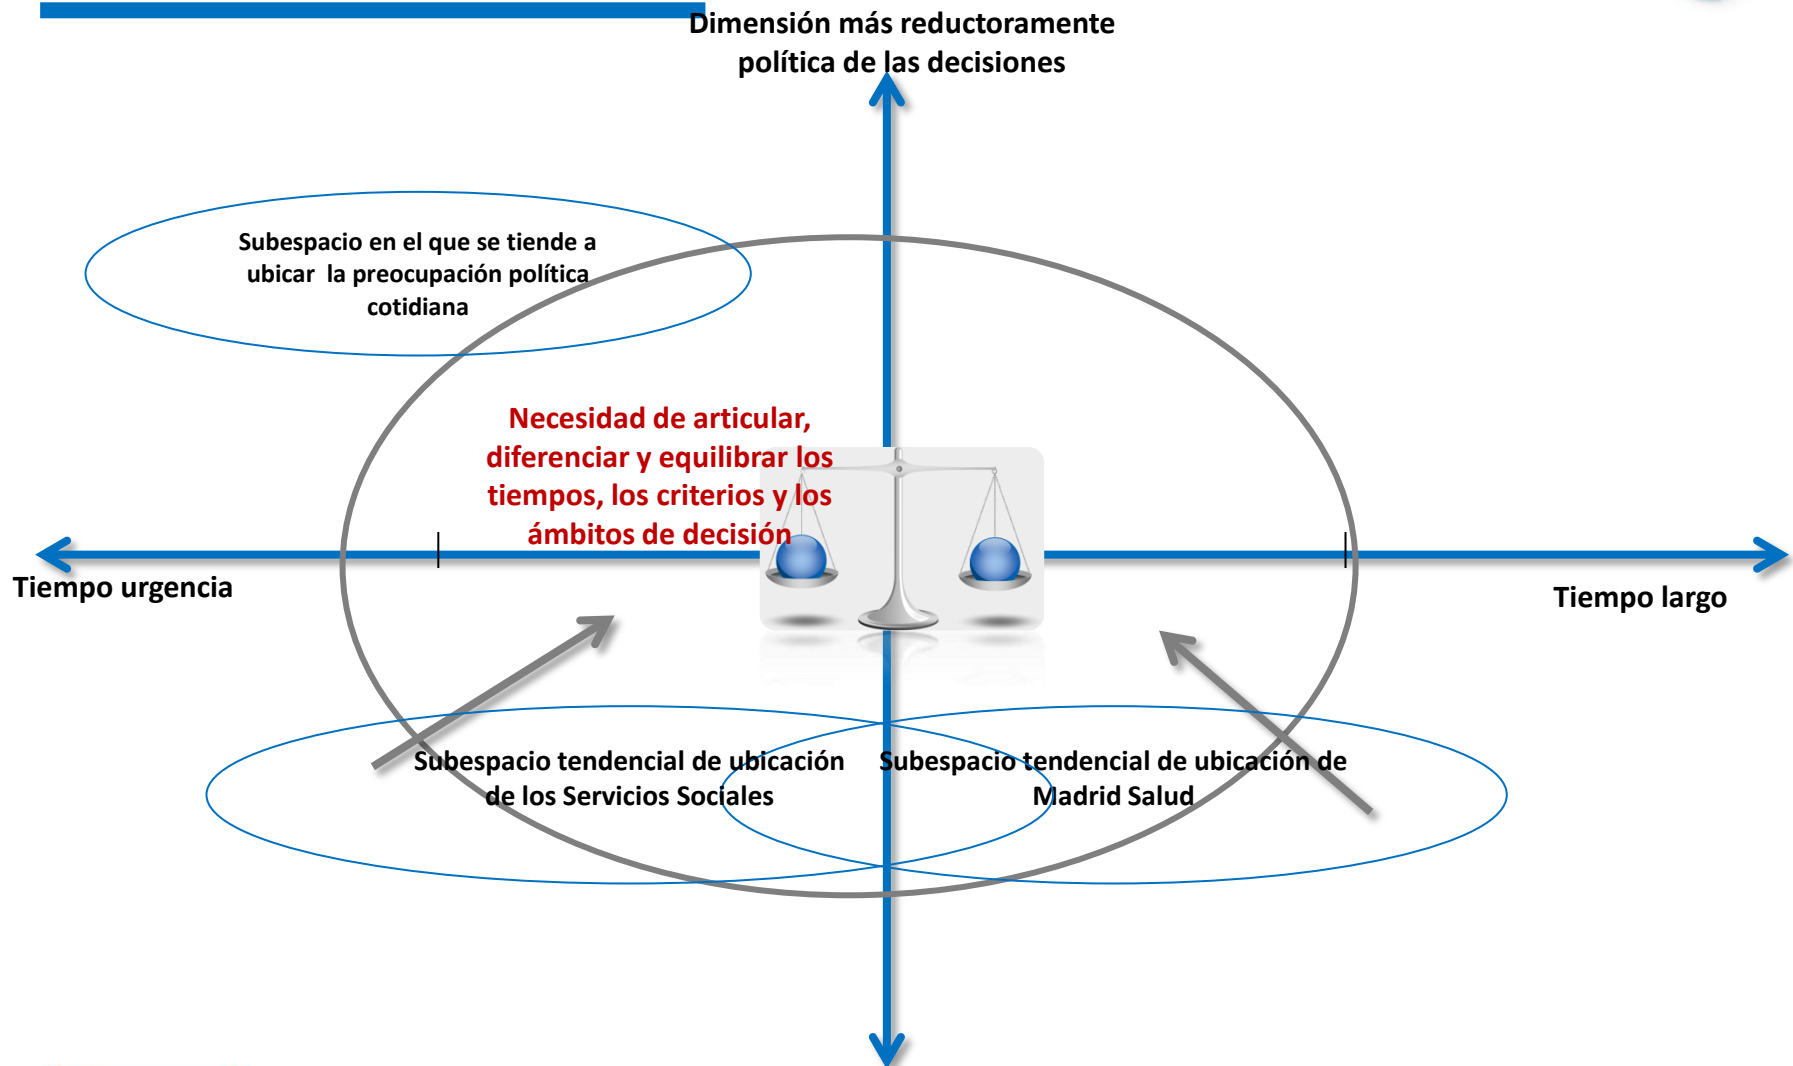 Dimensión más reductoramente
política de las decisiones
Subespacio en el que se tiende a
ubicar la preocupación política
cotidiana
Necesidad de articular,
diferenciar y equilibrar los
tiempos, los criterios y los
ámbitos de decisión
Tiempo urgencia
Tiempo largo
Subespacio tendencial de ubicación
de los Servicios Sociales
Subespacio tendencial de ubicación de
Madrid Salud